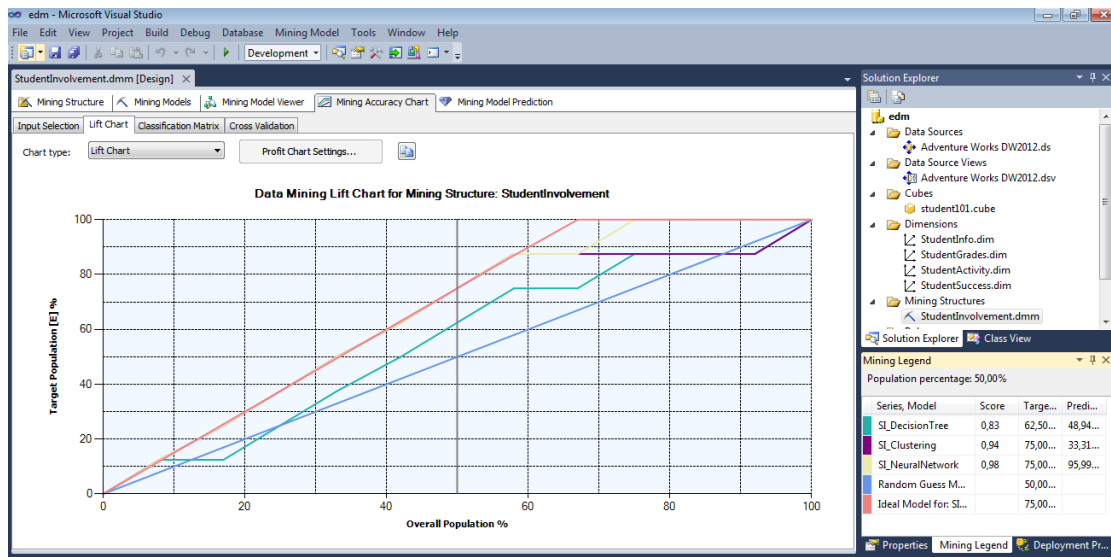 edm - Microsoft Visual Studio
File Edit View Project Build Debug Database Mining Model Tools Window Help
Development
StudentInvolvement.dmm [Design]
Mining Structure Mining Models Mining Model Viewer Mining Accuracy Chart Mining Model Prediction
Input Selection Lift Chart Classification Matrix Cross Validation
Chart type: Lift Chart Profit Chart Settings...
Data Mining Lift Chart for Mining Structure: StudentInvolvement
Target Population [E] %
100
80
60
40
20
0
0 20 40 60 80 100
Overall Population %
Solution Explorer
edm
Data Sources
Adventure Works DW2012.ds
Data Source Views
Adventure Works DW2012.dsv
Cubes
student101.cube
Dimensions
StudentInfo.dim
StudentGrades.dim
StudentActivity.dim
StudentSuccess.dim
Mining Structures
StudentInvolvement.dmm
Solution Explorer Class View
Mining Legend
Population percentage: 50,00%
Series, Model Score Targe... Predi...
SI_DecisionTree 0,83 62,50... 48,94...
SI_Clustering 0,94 75,00... 33,31...
SI_NeuralNetwork 0,98 75,00... 95,99...
Random Guess M... 50,00...
Ideal Model for: SI... 75,00...
Properties Mining Legend Deployment Pr...